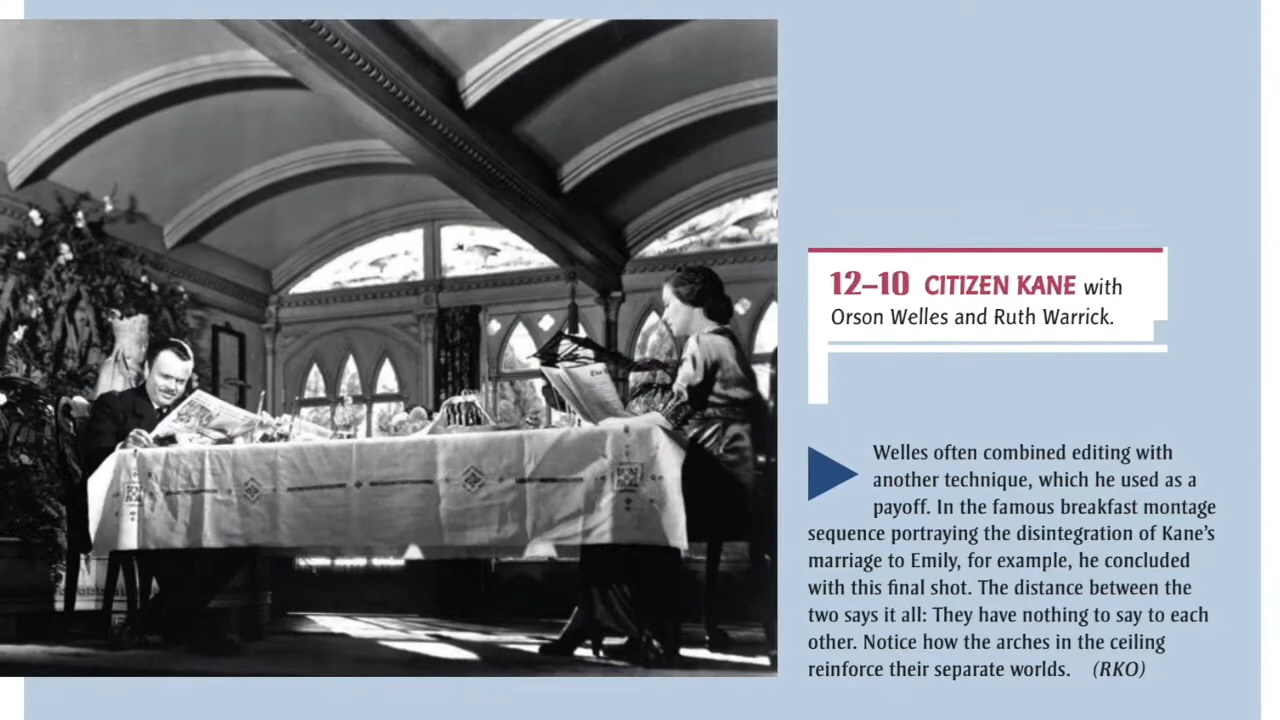 12–10 CITIZEN KANE with
Orson Welles and Ruth Warrick.
Welles often combined editing with
another technique, which he used as a
payoff. In the famous breakfast montage
sequence portraying the disintegration of Kane’s
marriage to Emily, for example, he concluded
with this final shot. The distance between the
two says it all: They have nothing to say to each
other. Notice how the arches in the ceiling
reinforce their separate worlds. (RKO)